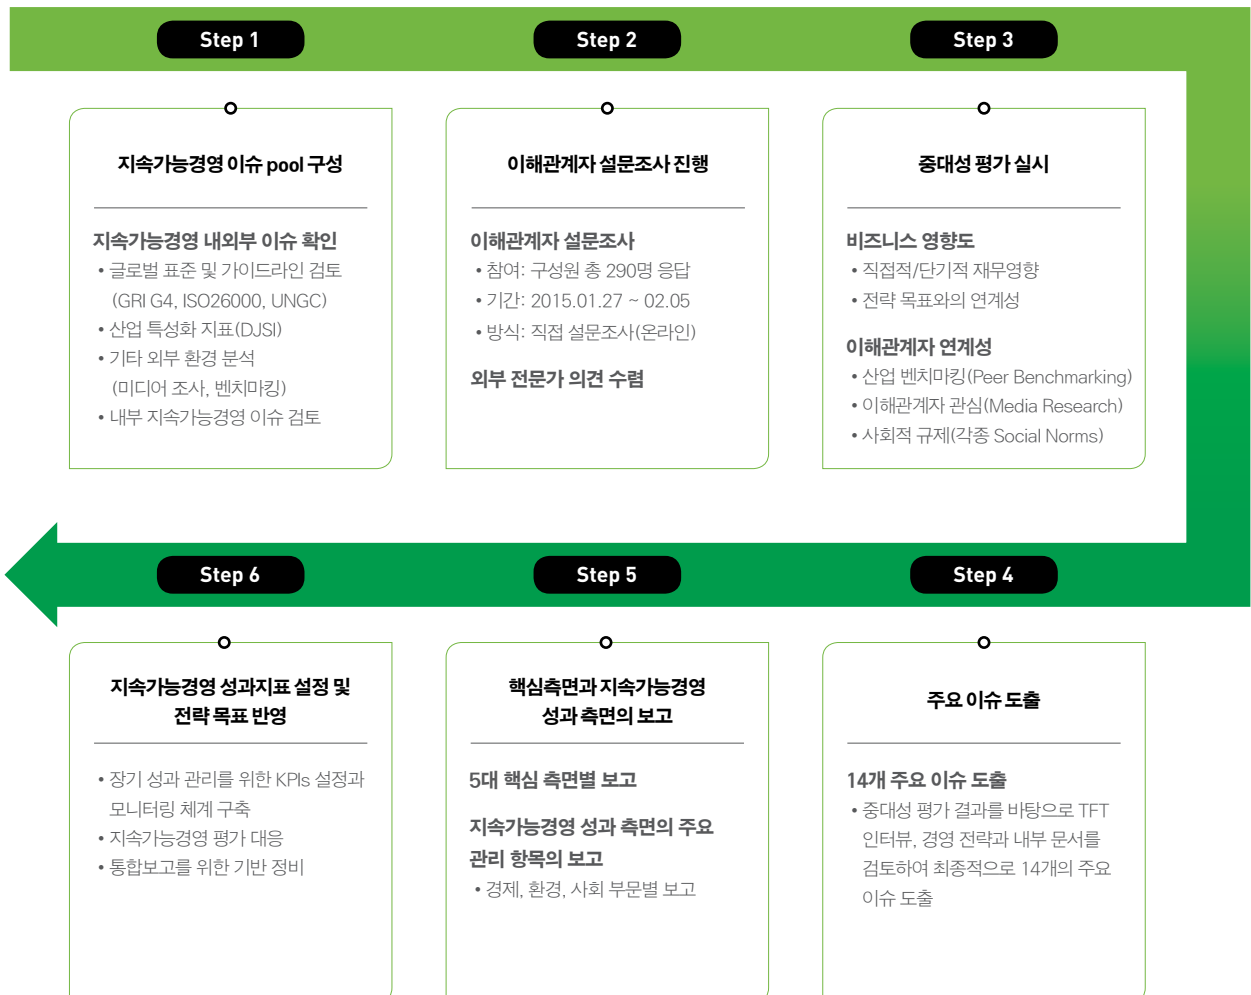 Step 1
Step 2
Step 3
지속가능경영 이슈 pool 구성
지속가능경영 내외부 이슈 확인
• 글로벌 표준 및 가이드라인 검토
(GRI G4, ISO26000, UNGC)
• 산업 특성화 지표(DJSI)
• 기타 외부 환경 분석
(미디어 조사, 벤치마킹)
• 내부 지속가능경영 이슈 검토
이해관계자 설문조사 진행
이해관계자 설문조사
• 참여: 구성원 총 290명 응답
• 기간: 2015.01.27 ~ 02.05
• 방식: 직접 설문조사(온라인)
외부 전문가 의견 수렴
중대성 평가 실시
비즈니스 영향도
• 직접적/단기적 재무영향
• 전략 목표와의 연계성
이해관계자 연계성
• 산업 벤치마킹(Peer Benchmarking)
• 이해관계자 관심(Media Research)
• 사회적 규제(각종 Social Norms)
Step 6
Step 5
Step 4
지속가능경영 성과지표 설정 및
전략 목표 반영
• 장기 성과 관리를 위한 KPIs 설정과
모니터링 체계 구축
• 지속가능경영 평가 대응
• 통합보고를 위한 기반 정비
핵심측면과 지속가능경영
성과 측면의 보고
5대 핵심 측면별 보고
지속가능경영 성과 측면의 주요
관리 항목의 보고
• 경제, 환경, 사회 부문별 보고
주요 이슈 도출
14개 주요 이슈 도출
• 중대성 평가 결과를 바탕으로 TFT
인터뷰, 경영 전략과 내부 문서를
검토하여 최종적으로 14개의 주요
이슈 도출